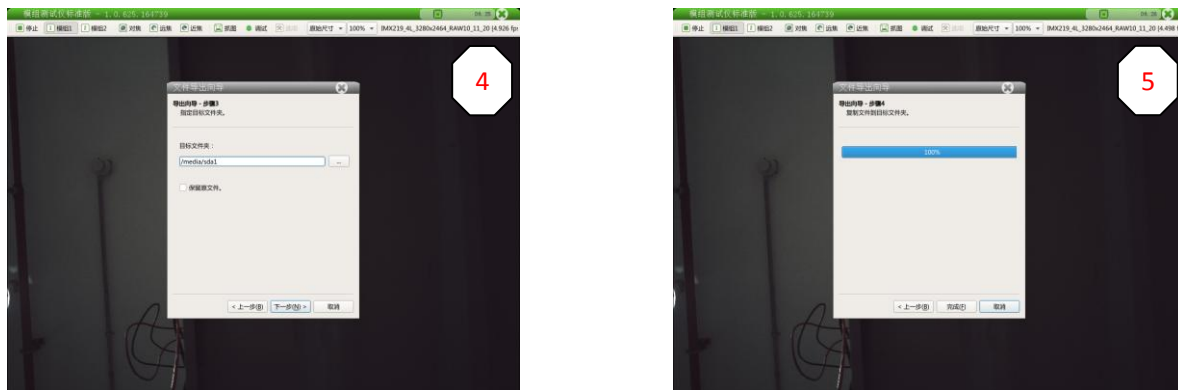 模组测试仪标准版 - 1.0.625.164739
停止 模组1 模组2 对焦 远焦 近焦 抓图 调试 原始尺寸 100% IMX219_4L_3280x2464_RAW10_11_20 (4.926 fp
4
文件导出向导
导出向导 - 步骤3
指定目标文件夹。
目标文件夹：
/media/sda1
...
保留原文件。
< 上一步(B) 下一步(N) > 取消
模组测试仪标准版 - 1.0.625.164739
停止 模组1 模组2 对焦 远焦 近焦 抓图 调试 原始尺寸 100% IMX219_4L_3280x2464_RAW10_11_20 (4.498
5
文件导出向导
导出向导 - 步骤4
复制文件到目标文件夹。
100%
< 上一步(B) 完成(F) 取消